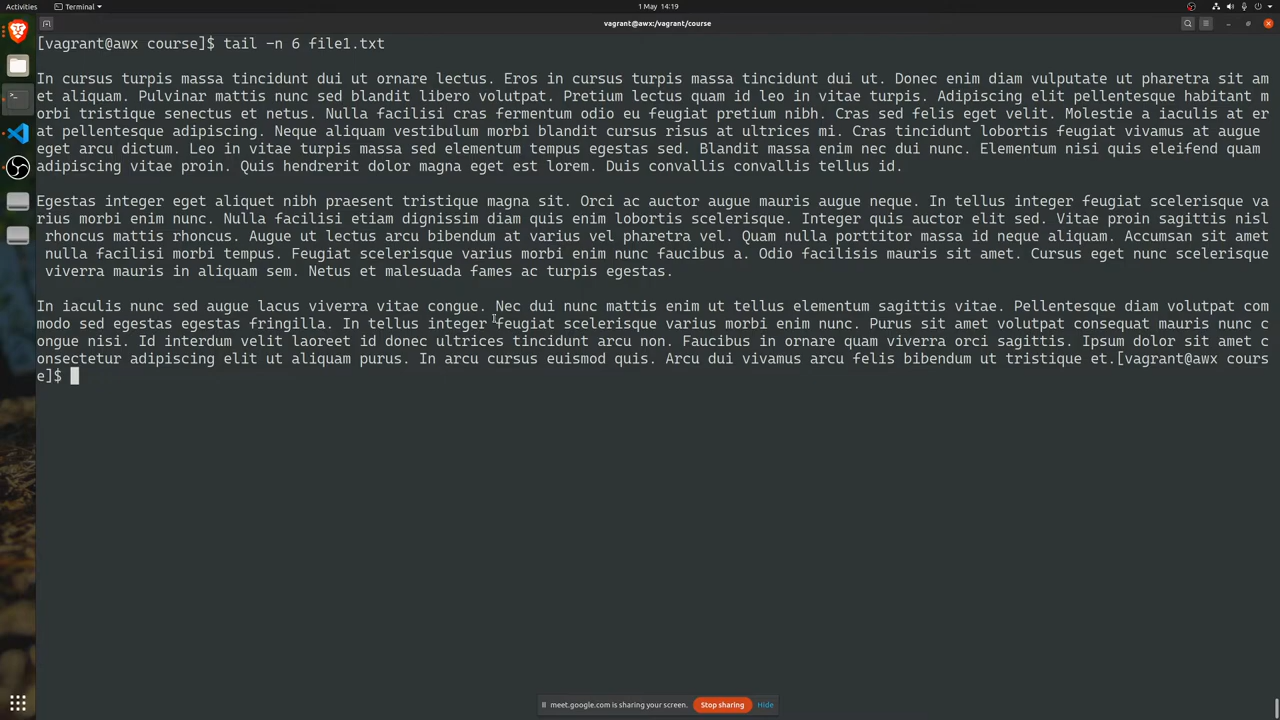 Activities Terminal 1 May 14:19
vagrant@awx:/vagrant/course
[vagrant@awx course]$ tail -n 6 file1.txt
In cursus turpis massa tincidunt dui ut ornare lectus. Eros in cursus turpis massa tincidunt dui ut. Donec enim diam vulputate ut pharetra sit am
et aliquam. Pulvinar mattis nunc sed blandit libero volutpat. Pretium lectus quam id leo in vitae turpis. Adipiscing elit pellentesque habitant m
orbi tristique senectus et netus. Nulla facilisi cras fermentum odio eu feugiat pretium nibh. Cras sed felis eget velit. Molestie a iaculis at er
at pellentesque adipiscing. Neque aliquam vestibulum morbi blandit cursus risus at ultrices mi. Cras tincidunt lobortis feugiat vivamus at augue
eget arcu dictum. Leo in vitae turpis massa sed elementum tempus egestas sed. Blandit massa enim nec dui nunc. Elementum nisi quis eleifend quam
adipiscing vitae proin. Quis hendrerit dolor magna eget est lorem. Duis convallis convallis tellus id.
Egestas integer eget aliquet nibh praesent tristique magna sit. Orci ac auctor augue mauris augue neque. In tellus integer feugiat scelerisque va
rius morbi enim nunc. Nulla facilisi etiam dignissim diam quis enim lobortis scelerisque. Integer quis auctor elit sed. Vitae proin sagittis nisl
rhoncus mattis rhoncus. Augue ut lectus arcu bibendum at varius vel pharetra vel. Quam nulla porttitor massa id neque aliquam. Accumsan sit amet
nulla facilisi morbi tempus. Feugiat scelerisque varius morbi enim nunc faucibus a. Odio facilisis mauris sit amet. Cursus eget nunc scelerisque
viverra mauris in aliquam sem. Netus et malesuada fames ac turpis egestas.
In iaculis nunc sed augue lacus viverra vitae congue. Nec dui nunc mattis enim ut tellus elementum sagittis vitae. Pellentesque diam volutpat com
modo sed egestas egestas fringilla. In tellus integer feugiat scelerisque varius morbi enim nunc. Purus sit amet volutpat consequat mauris nunc c
ongue nisi. Id interdum velit laoreet id donec ultrices tincidunt arcu non. Faucibus in ornare quam viverra orci sagittis. Ipsum dolor sit amet c
onsectetur adipiscing elit ut aliquam purus. In arcu cursus euismod quis. Arcu dui vivamus arcu felis bibendum ut tristique et.[vagrant@awx cours
e]$
meet.google.com is sharing your screen. Stop sharing Hide